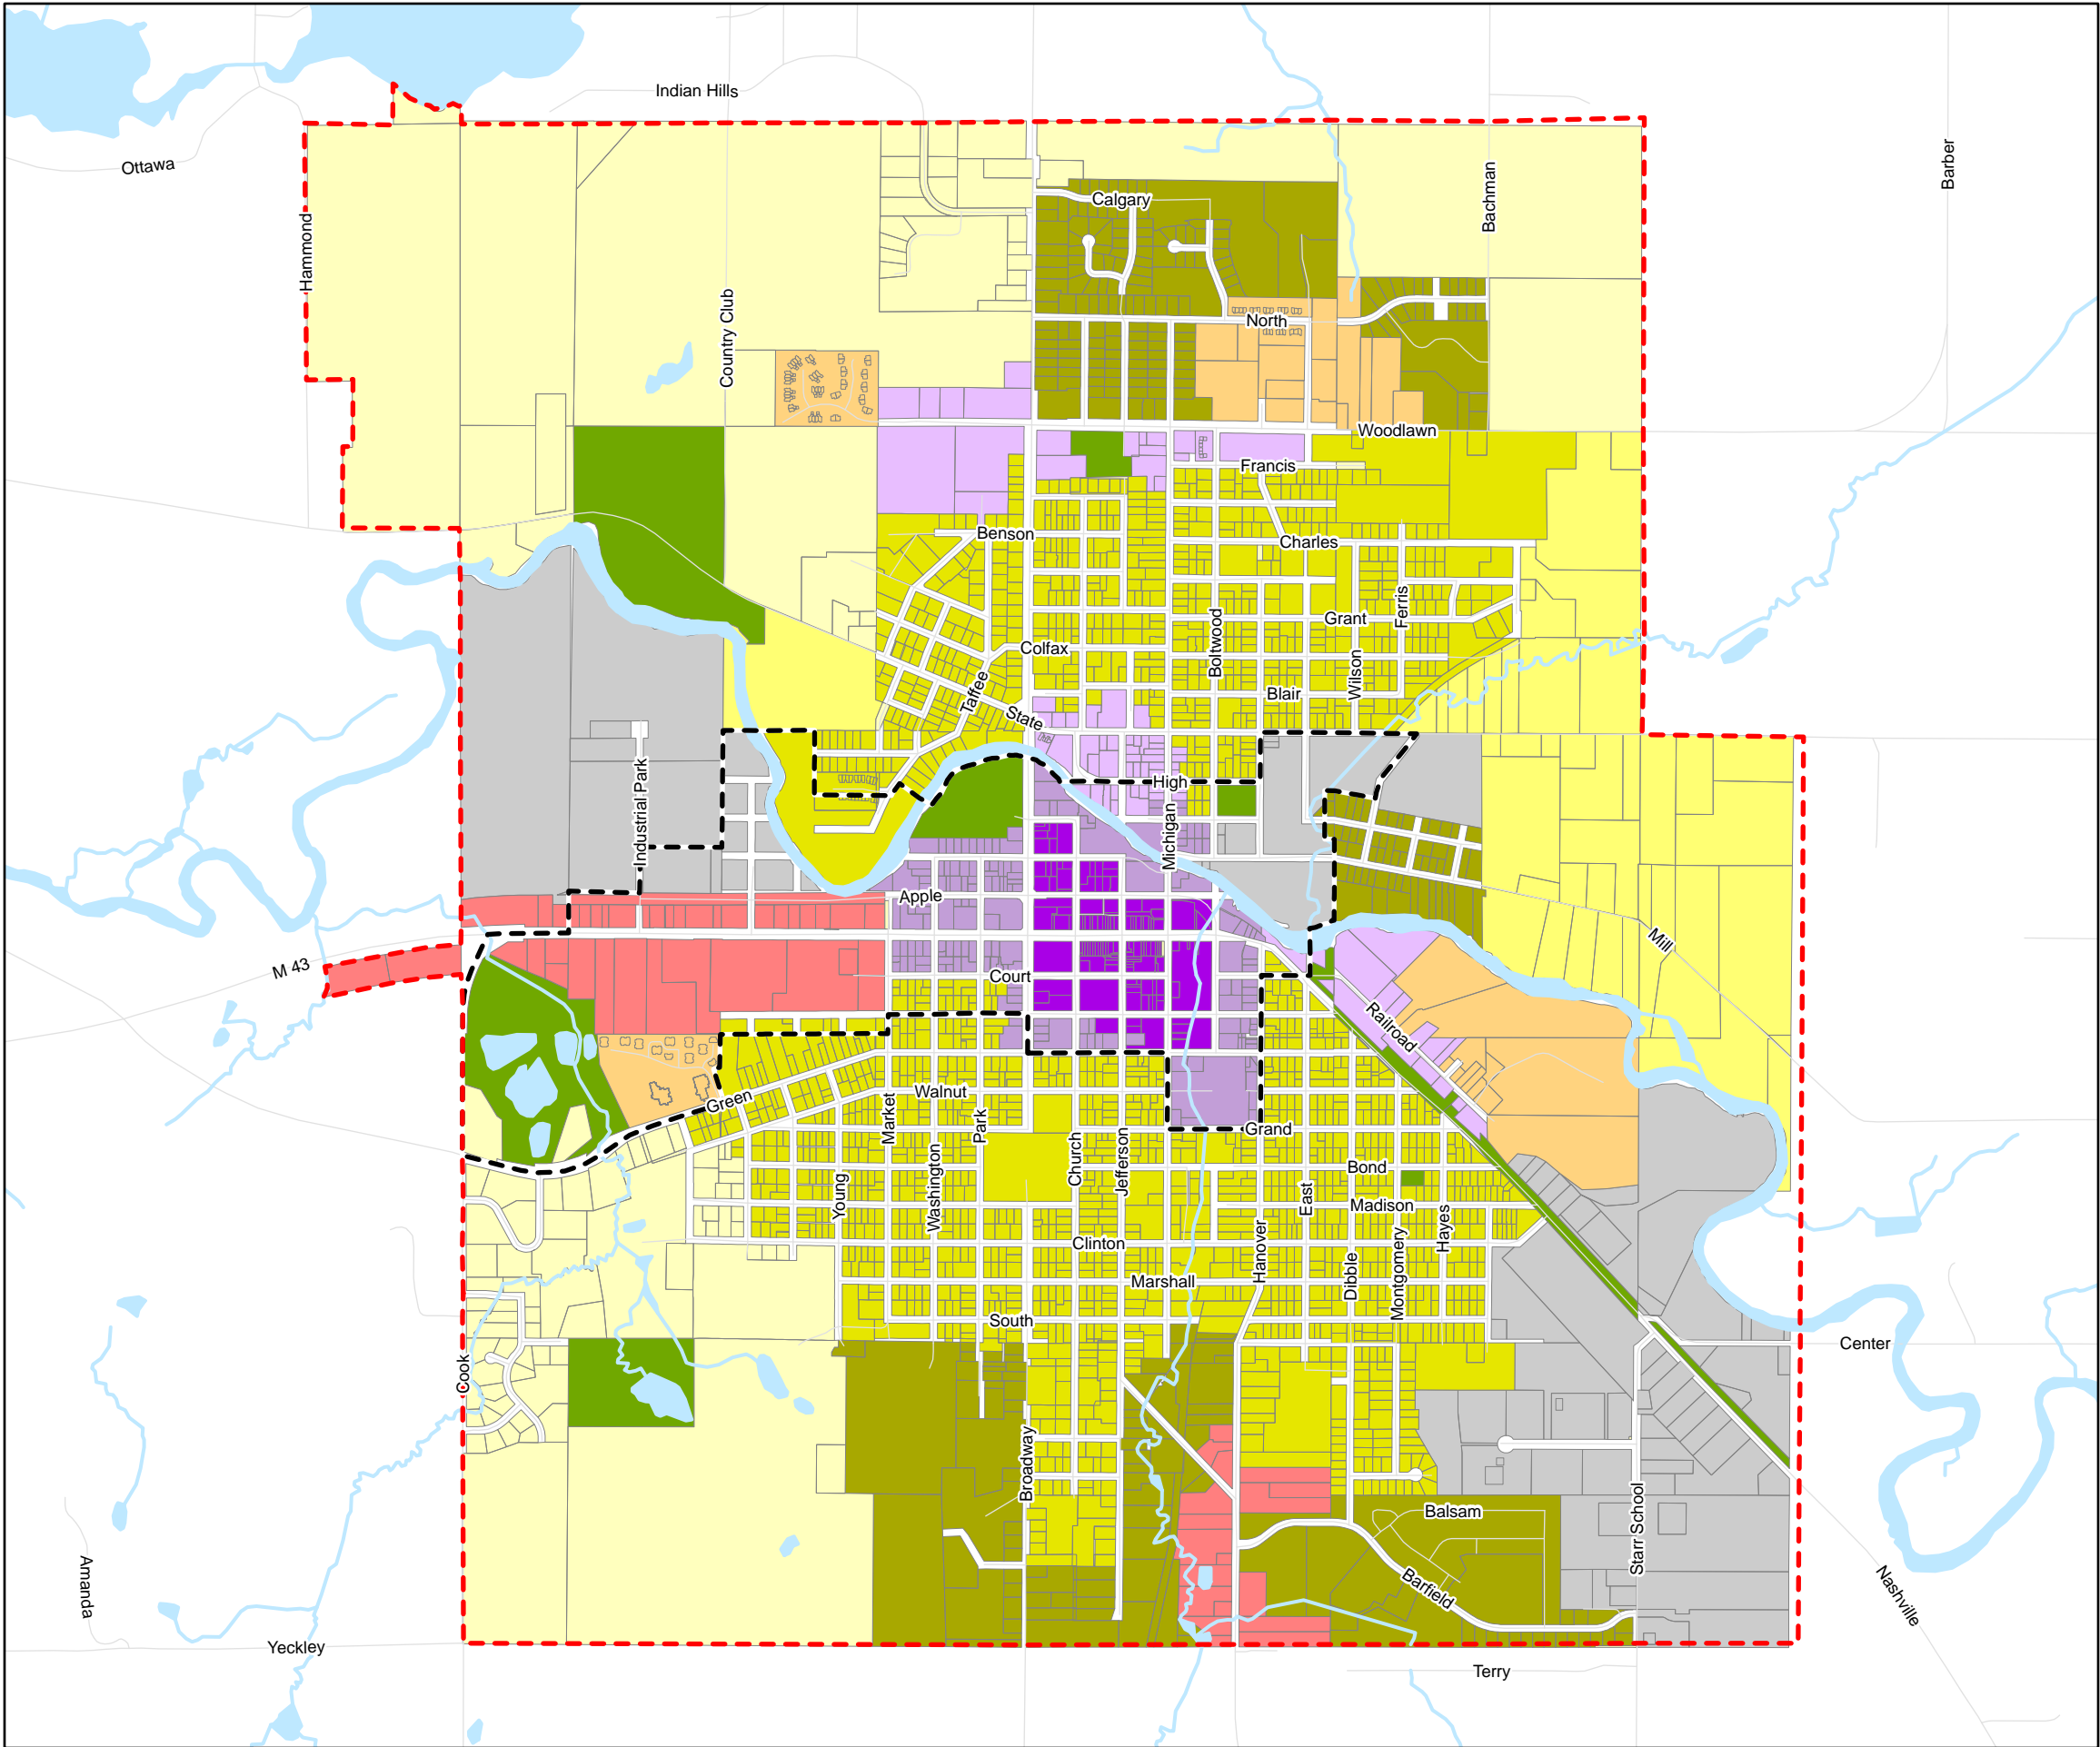 Indian Hills
Ottawa
Barber
Bachman
Calgary
Hammond
Country Club
North
Woodlawn
Francis
Benson
Charles
Ferris
Grant
Boltwood
Colfax
Wilson
Taffee
Blair
State
High
Industrial Park
Michigan
Apple
Mill
M 43
Court
Railroad
Green
Walnut
Market
Park
Grand
Church
Jefferson
Bond
Washington
Young
East
Madison
Hayes
Clinton
Hanover
Dibble
Montgomery
Marshall
South
Center
Cook
Broadway
Balsam
Starr School
Barfield
Amanda
Nashville
Yeckley
Terry